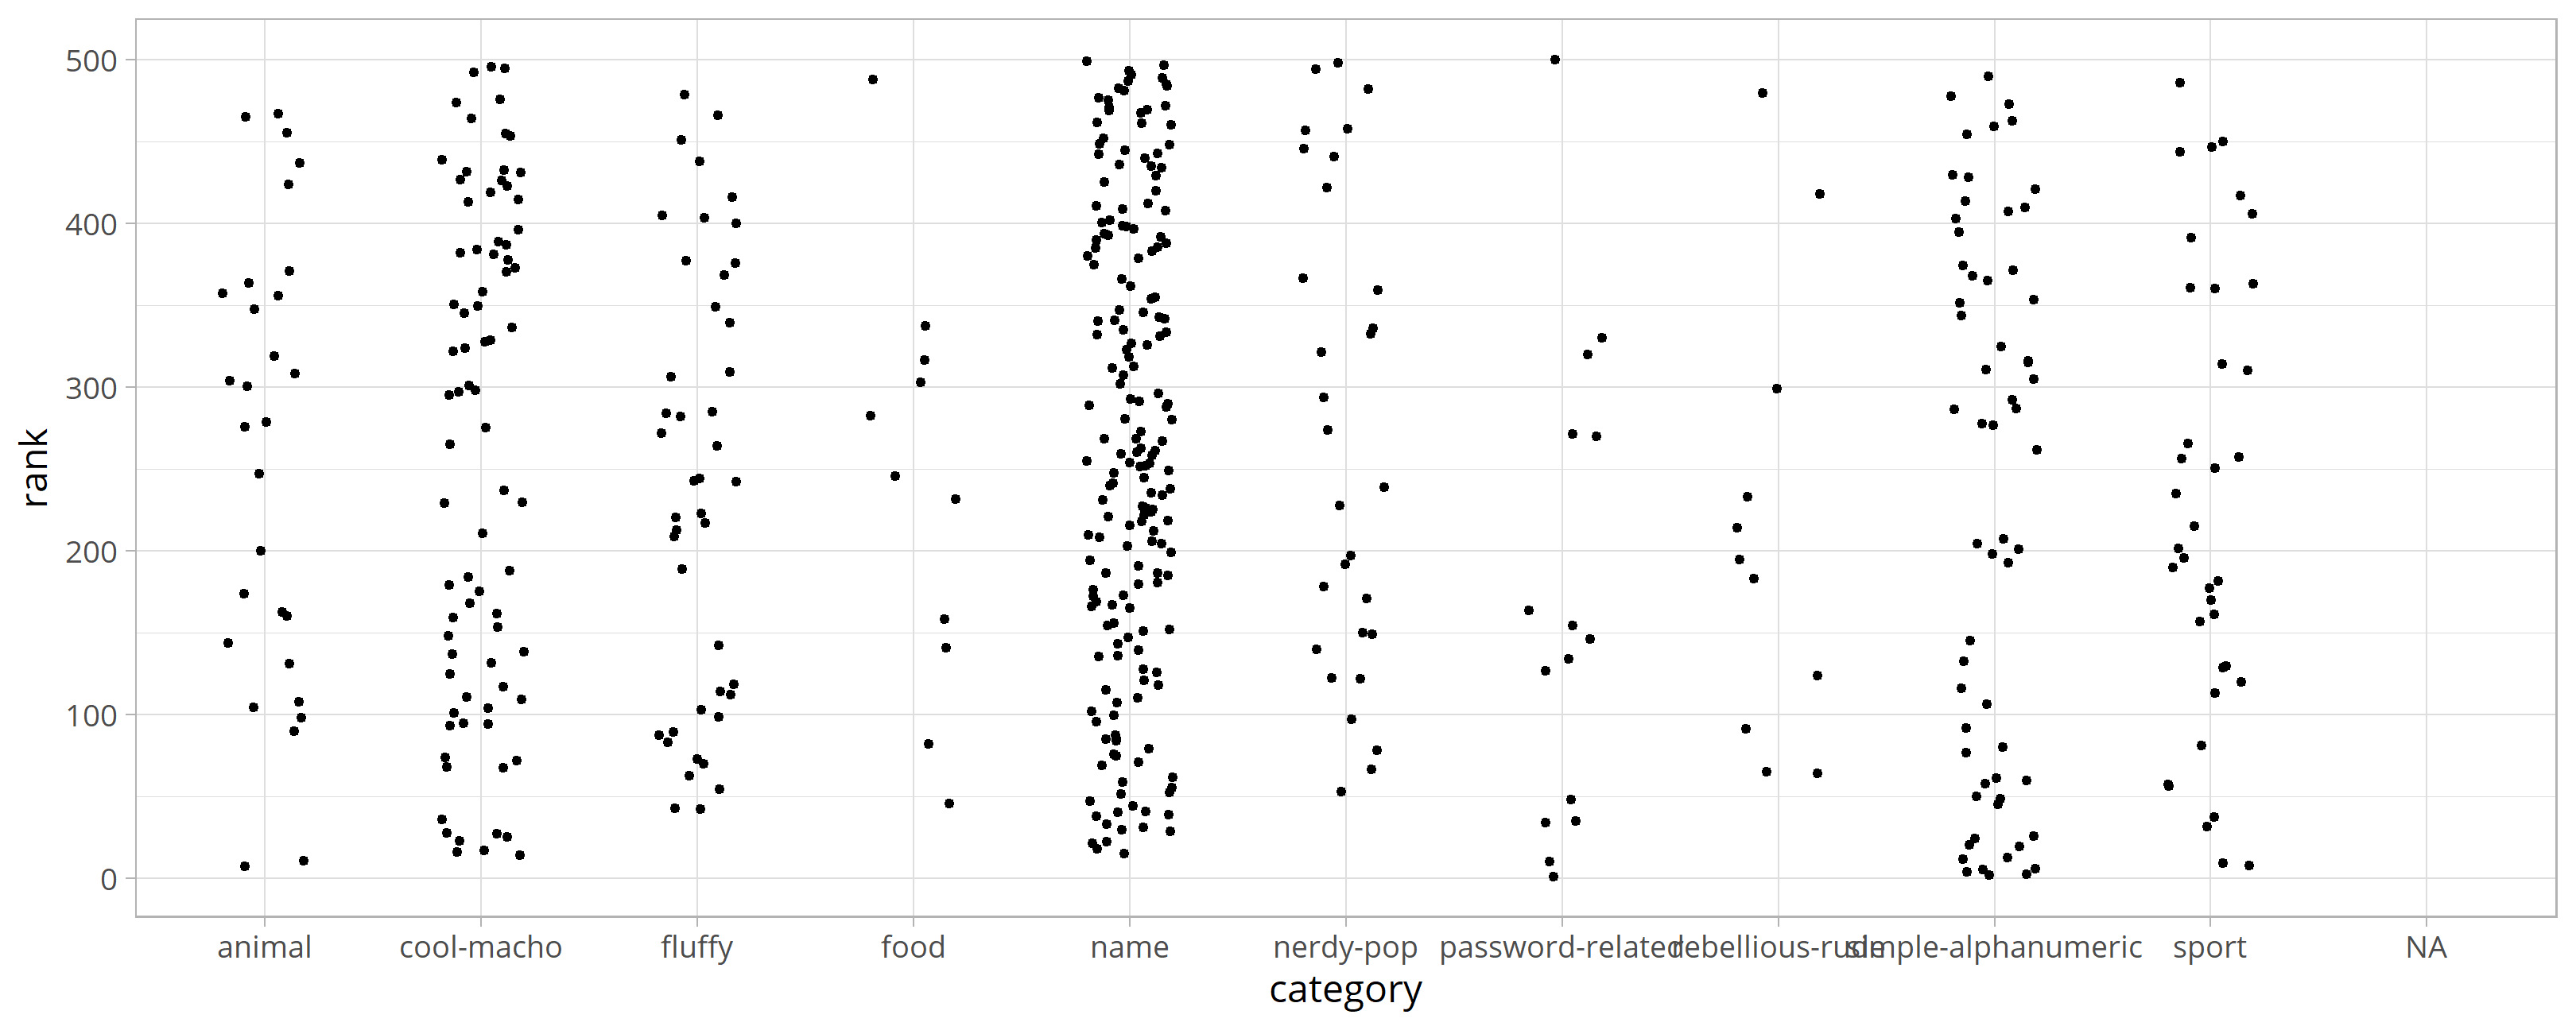 500
400
300
200
100
0
rank
animal cool-macho fluffy food name nerdy-pop password-related rebellious-rude simple-alphanumeric sport NA
category